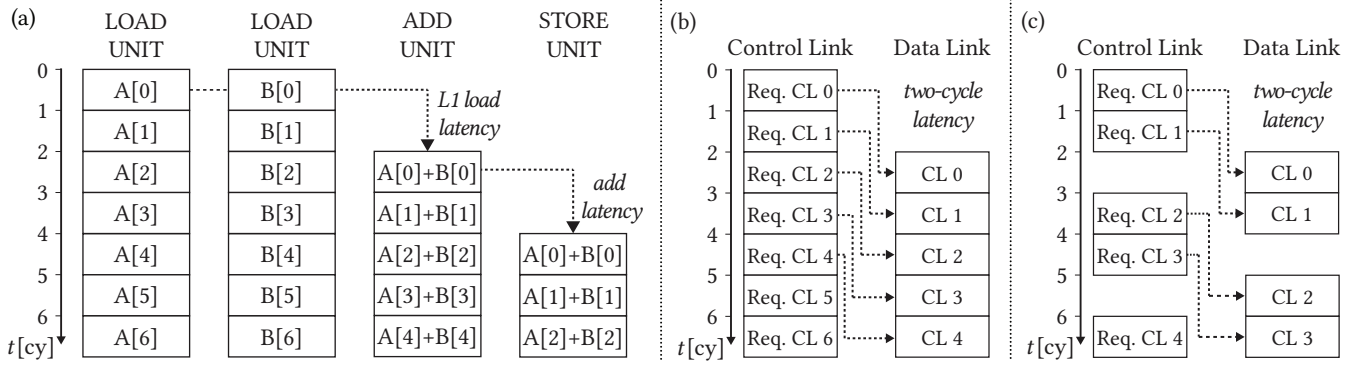 (a)
LOAD UNIT
LOAD UNIT
ADD UNIT
STORE UNIT
0
1
2
3
4
5
6
t[cy]
A[0]
A[1]
A[2]
A[3]
A[4]
A[5]
A[6]
B[0]
B[1]
B[2]
B[3]
B[4]
B[5]
B[6]
L1 load
latency
A[0]+B[0]
A[1]+B[1]
A[2]+B[2]
A[3]+B[3]
A[4]+B[4]
add
latency
A[0]+B[0]
A[1]+B[1]
A[2]+B[2]
(b)
Control Link
Data Link
0
1
2
3
4
5
6
t[cy]
Req. CL 0
Req. CL 1
Req. CL 2
Req. CL 3
Req. CL 4
Req. CL 5
Req. CL 6
two-cycle
latency
CL 0
CL 1
CL 2
CL 3
CL 4
(c)
Control Link
Data Link
0
1
2
3
4
5
6
t[cy]
Req. CL 0
Req. CL 1
Req. CL 2
Req. CL 3
Req. CL 4
two-cycle
latency
CL 0
CL 1
CL 2
CL 3